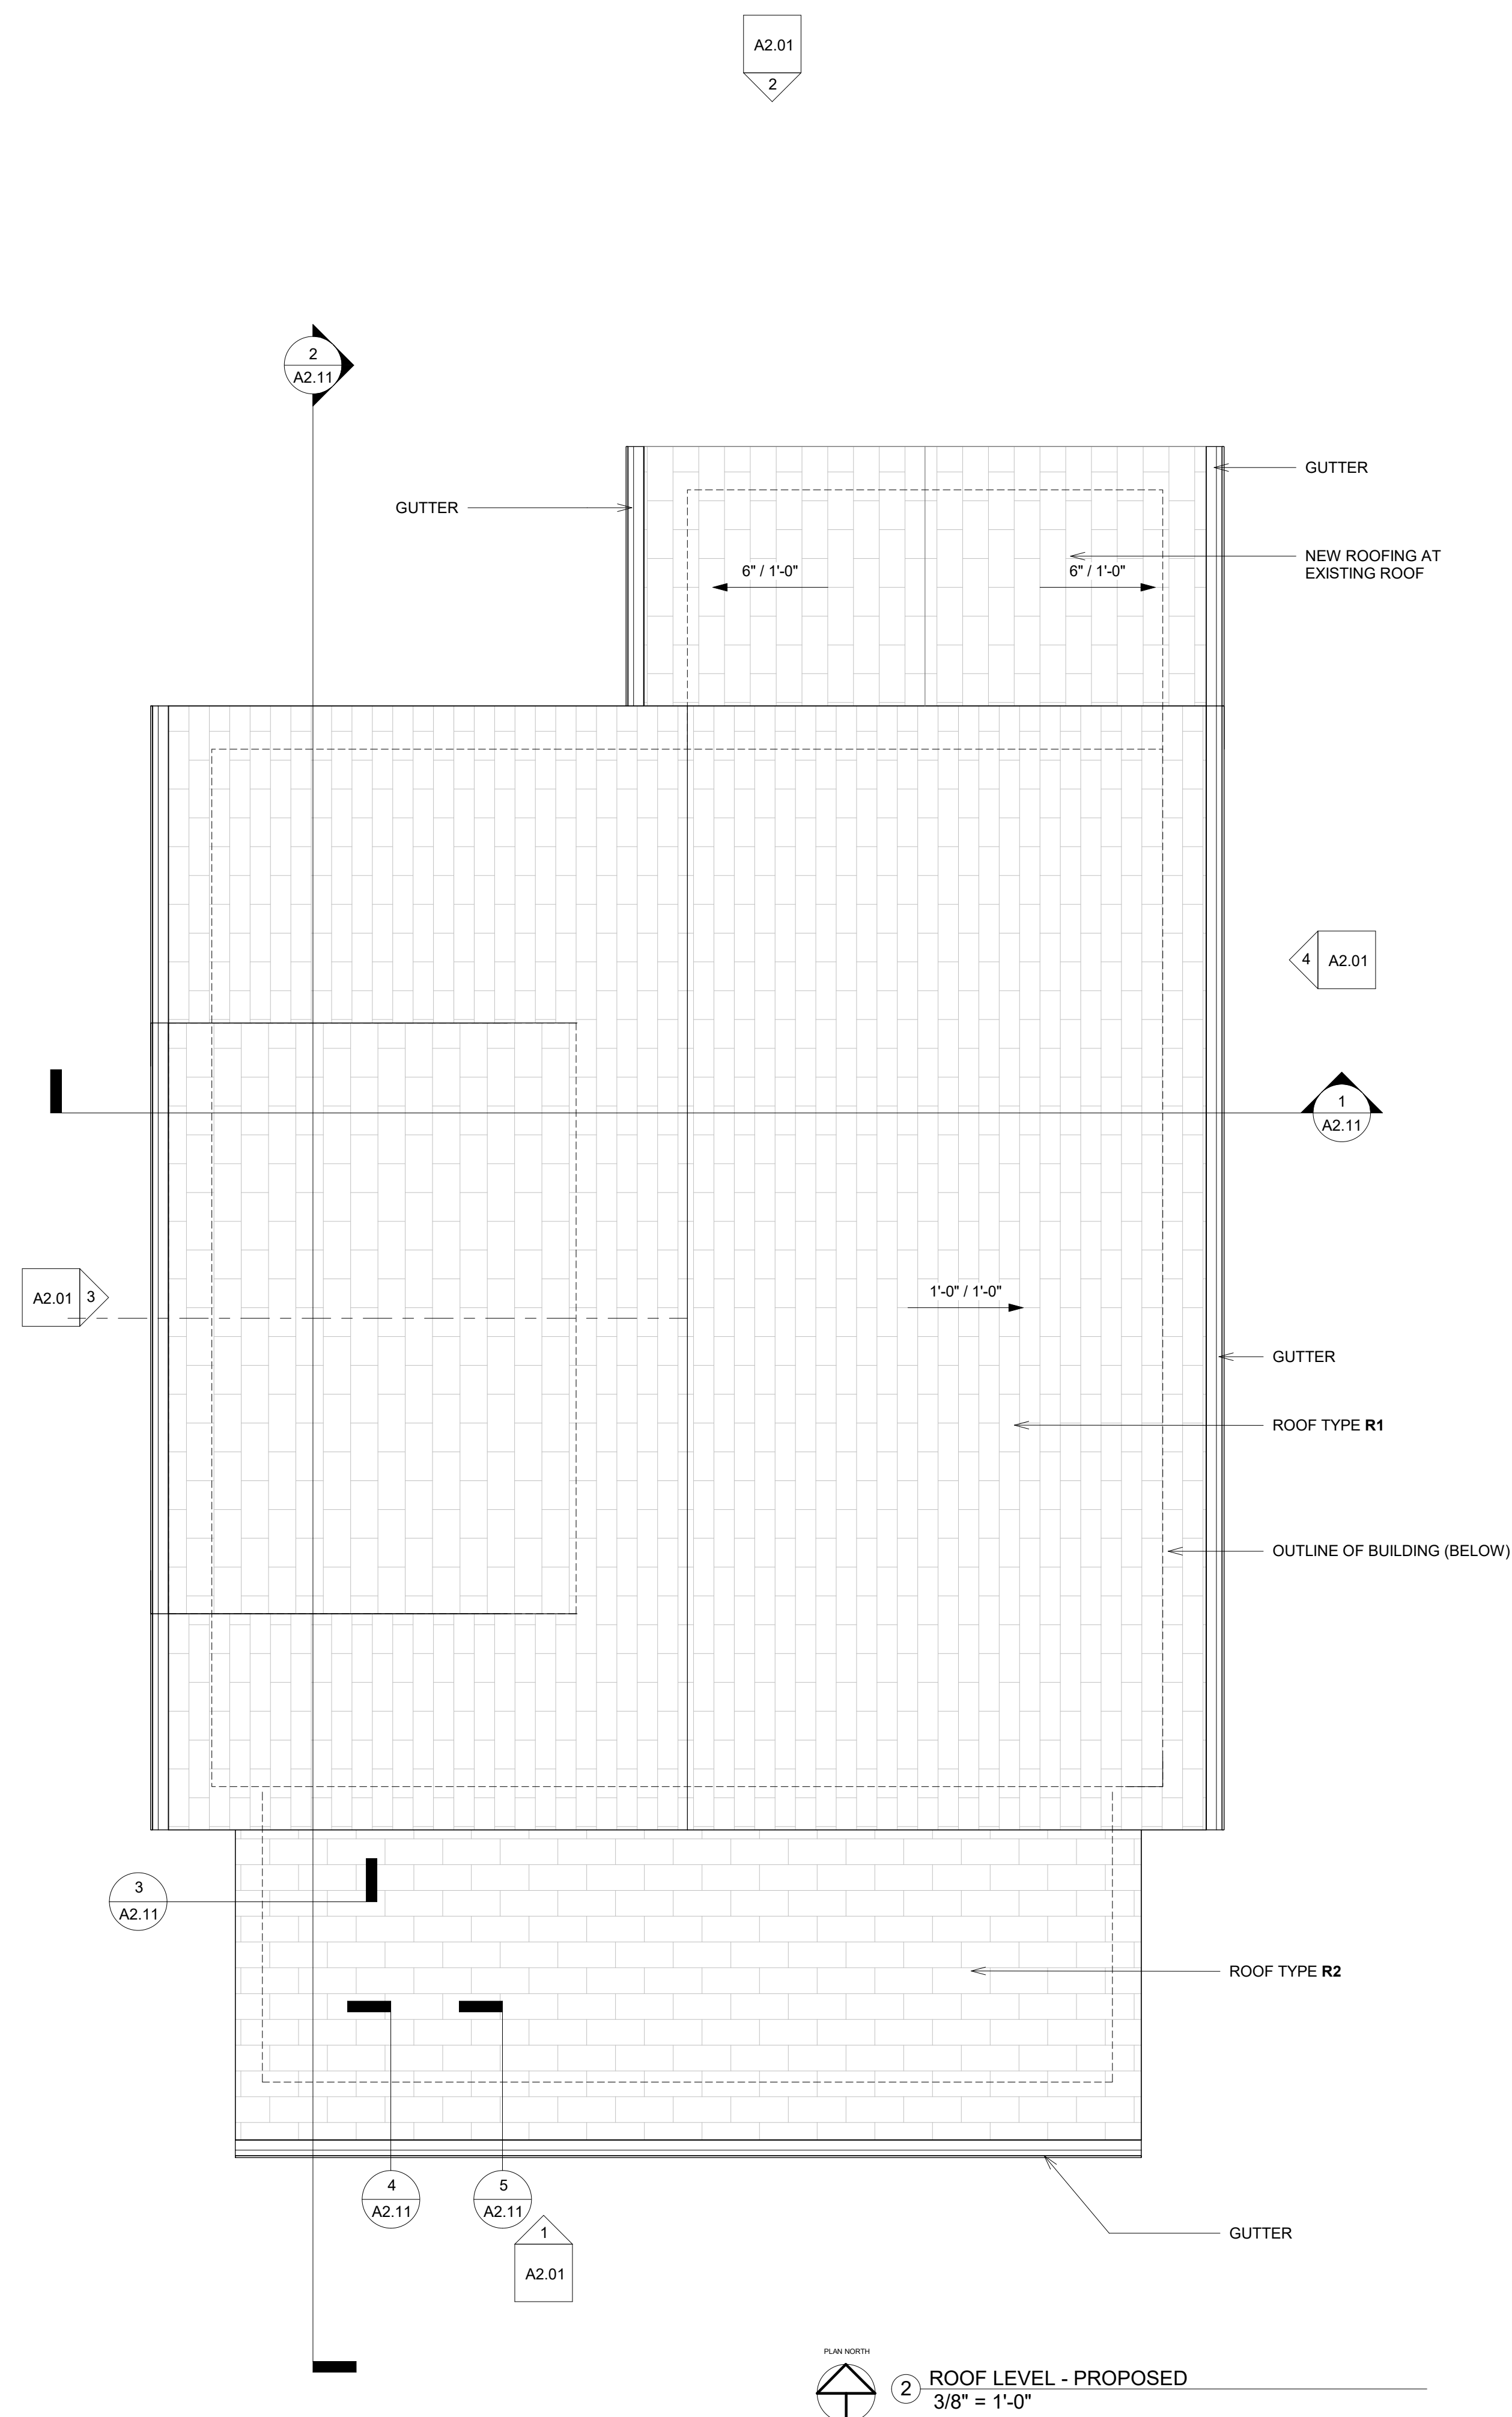 A2.01
2
2
A2.11
GUTTER
GUTTER
NEW ROOFING AT
EXISTING ROOF
6" / 1'-0"
6" / 1'-0"
4
A2.01
1
A2.11
A2.01
3
1'-0" / 1'-0"
GUTTER
ROOF TYPE R1
OUTLINE OF BUILDING (BELOW)
3
A2.11
ROOF TYPE R2
4
A2.11
5
A2.11
1
A2.01
GUTTER
PLAN NORTH
2
ROOF LEVEL - PROPOSED
3/8" = 1'-0"